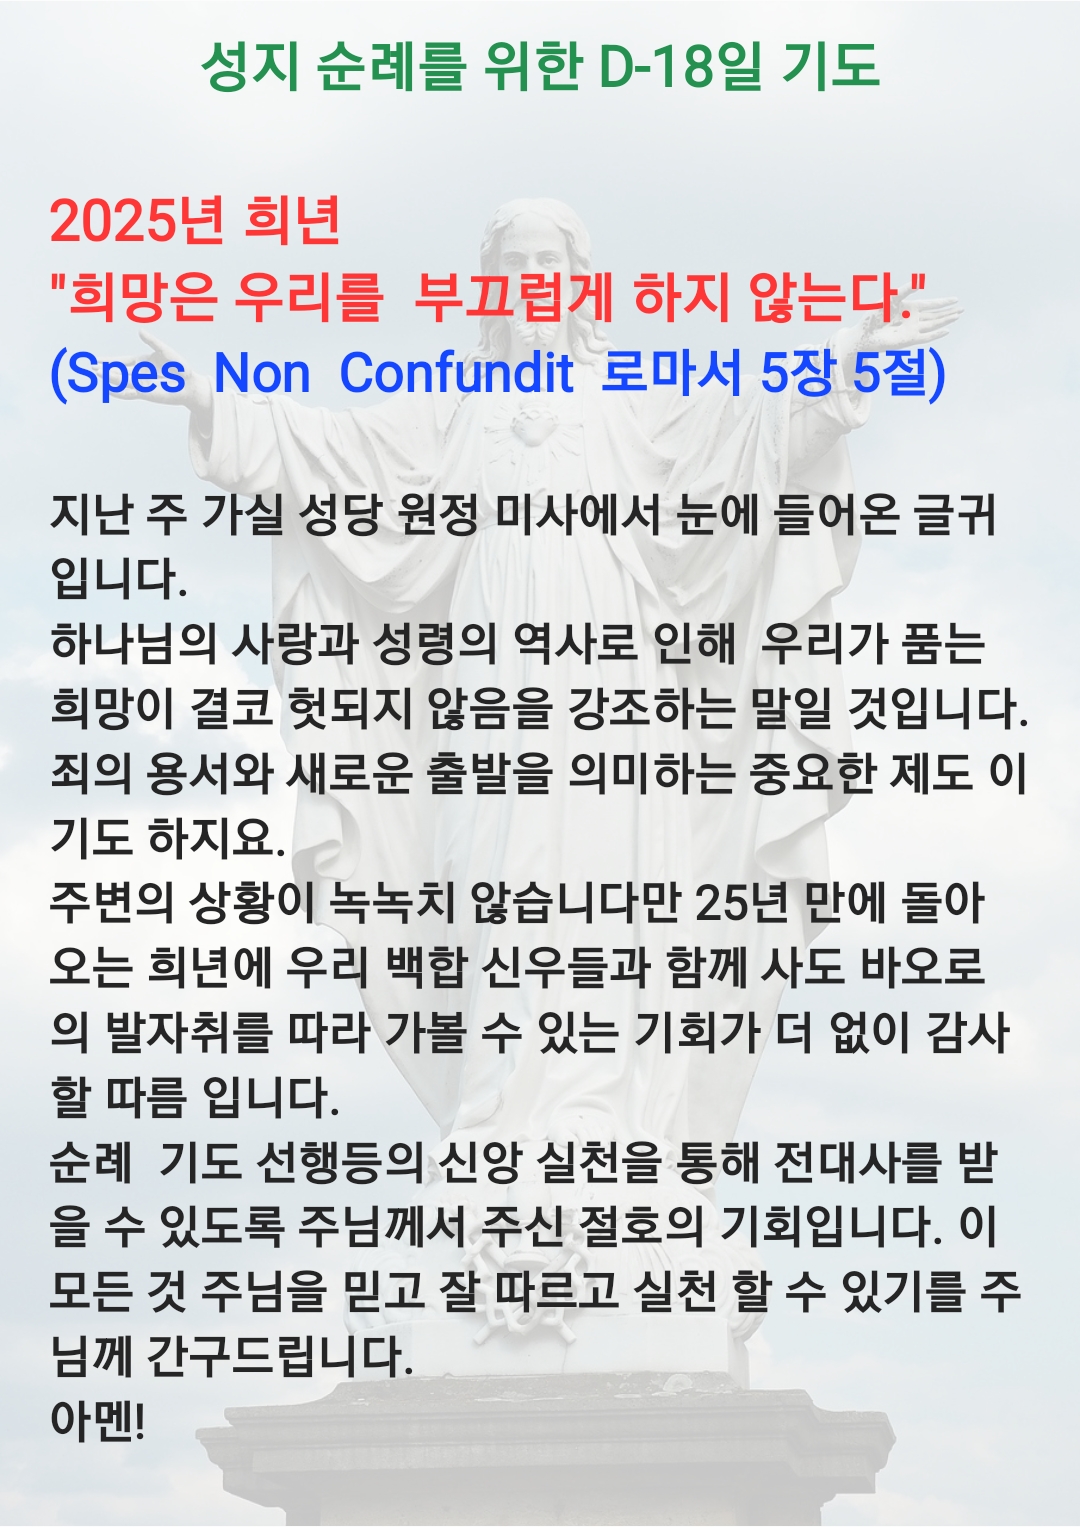 성지 순례를 위한 D-18일 기도
2025년 희년
"희망은 우리를 부끄럽게 하지 않는다."
(Spes Non Confundit 로마서 5장 5절)
지난 주 가실 성당 원정 미사에서 눈에 들어온 글귀
입니다.
하나님의 사랑과 성령의 역사로 인해 우리가 품는
희망이 결코 헛되지 않음을 강조하는 말일 것입니다.
죄의 용서와 새로운 출발을 의미하는 중요한 제도 이
기도 하지요.
주변의 상황이 녹녹치 않습니다만 25년 만에 돌아
오는 희년에 우리 백합 신우들과 함께 사도 바오로
의 발자취를 따라 가볼 수 있는 기회가 더 없이 감사
할 따름 입니다.
순례 기도 선행등의 신앙 실천을 통해 전대사를 받
을 수 있도록 주님께서 주신 절호의 기회입니다. 이
모든 것 주님을 믿고 잘 따르고 실천 할 수 있기를 주
님께 간구드립니다.
아멘!